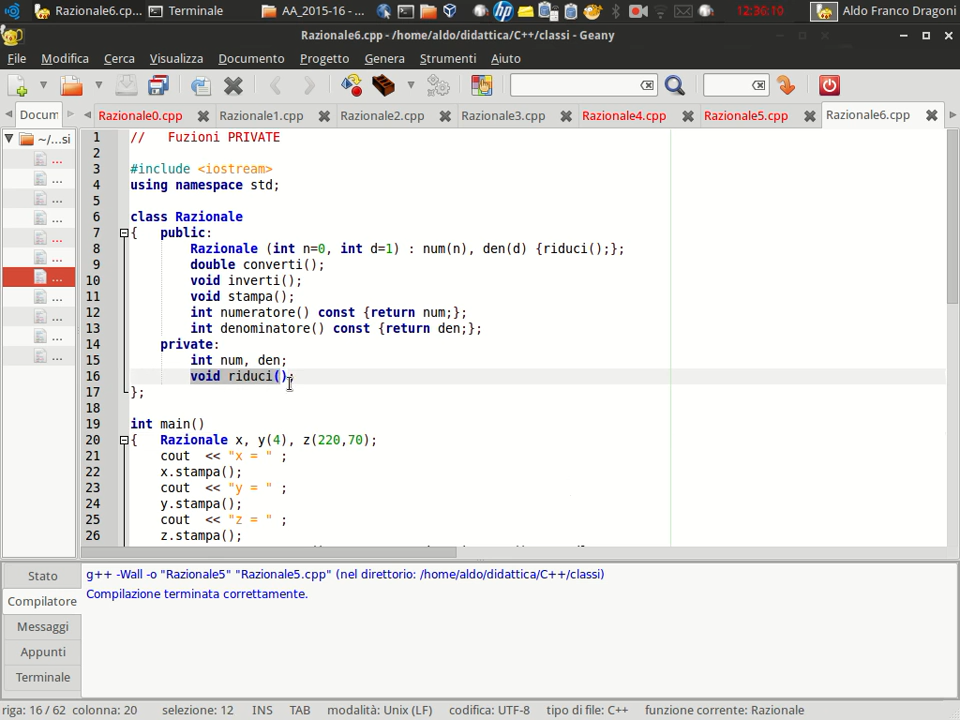 Razionale6.cp... Terminale AA_2015-16 - ... 12:36:10 Aldo Franco Dragoni
Razionale6.cpp - /home/aldo/didattica/C++/classi - Geany
File Modifica Cerca Visualizza Documento Progetto Genera Strumenti Aiuto
Docum Razionale0.cpp Razionale1.cpp Razionale2.cpp Razionale3.cpp Razionale4.cpp Razionale5.cpp Razionale6.cpp
~/...si
...
...
...
...
...
...
...
...
...
...
...
1 // Fuzioni PRIVATE
2
3 #include <iostream>
4 using namespace std;
5
6 class Razionale
7 { public:
8 Razionale (int n=0, int d=1) : num(n), den(d) {riduci();};
9 double converti();
10 void inverti();
11 void stampa();
12 int numeratore() const {return num;};
13 int denominatore() const {return den;};
14 private:
15 int num, den;
16 void riduci();
17 };
18
19 int main()
20 { Razionale x, y(4), z(220,70);
21 cout << "x = " ;
22 x.stampa();
23 cout << "y = " ;
24 y.stampa();
25 cout << "z = " ;
26 z.stampa();
Stato
Compilatore
Messaggi
Appunti
Terminale
g++ -Wall -o "Razionale5" "Razionale5.cpp" (nel direttorio: /home/aldo/didattica/C++/classi)
Compilazione terminata correttamente.
riga: 16 / 62 colonna: 20 selezione: 12 INS TAB modalità: Unix (LF) codifica: UTF-8 tipo di file: C++ funzione corrente: Razionale